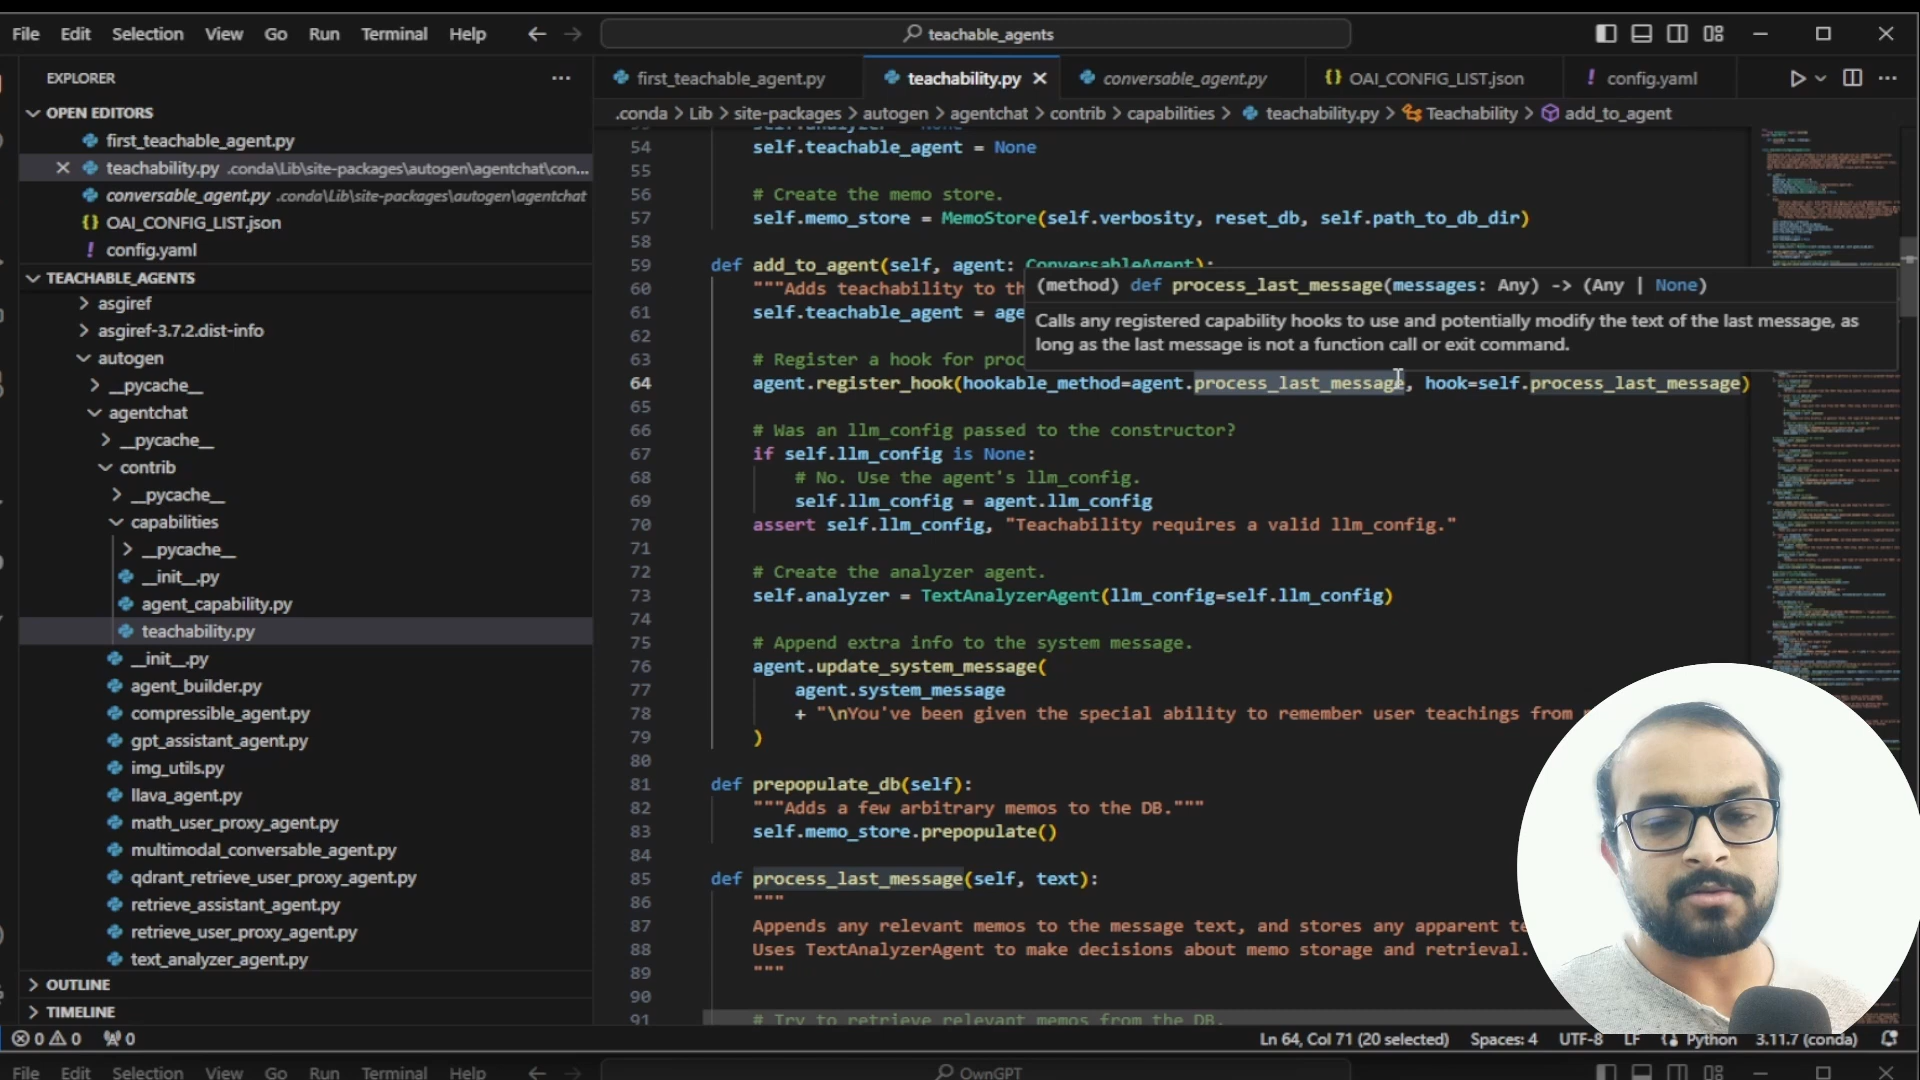 File Edit Selection View Go Run Terminal Help
teachable_agents
EXPLORER
OPEN EDITORS
first_teachable_agent.py
teachability.py .conda\Lib\site-packages\autogen\agentchat\con...
conversable_agent.py .conda\Lib\site-packages\autogen\agentchat
{} OAI_CONFIG_LIST.json
! config.yaml
TEACHABLE_AGENTS
asgiref
asgiref-3.7.2.dist-info
autogen
__pycache__
agentchat
__pycache__
contrib
__pycache__
capabilities
__pycache__
__init__.py
agent_capability.py
teachability.py
__init__.py
agent_builder.py
compressible_agent.py
gpt_assistant_agent.py
img_utils.py
llava_agent.py
math_user_proxy_agent.py
multimodal_conversable_agent.py
qdrant_retrieve_user_proxy_agent.py
retrieve_assistant_agent.py
retrieve_user_proxy_agent.py
text_analyzer_agent.py
OUTLINE
TIMELINE
first_teachable_agent.py teachability.py conversable_agent.py {} OAI_CONFIG_LIST.json ! config.yaml
.conda > Lib > site-packages > autogen > agentchat > contrib > capabilities > teachability.py > Teachability > add_to_agent
54 self.teachable_agent = None
55
56 # Create the memo store.
57 self.memo_store = MemoStore(self.verbosity, reset_db, self.path_to_db_dir)
58
59 def add_to_agent(self, agent: ConversableAgent):
60 """Adds teachability to th
61 self.teachable_agent = age
62
63 # Register a hook for proc
64 agent.register_hook(hookable_method=agent.process_last_message, hook=self.process_last_message)
65
66 # Was an llm_config passed to the constructor?
67 if self.llm_config is None:
68 # No. Use the agent's llm_config.
69 self.llm_config = agent.llm_config
70 assert self.llm_config, "Teachability requires a valid llm_config."
71
72 # Create the analyzer agent.
73 self.analyzer = TextAnalyzerAgent(llm_config=self.llm_config)
74
75 # Append extra info to the system message.
76 agent.update_system_message(
77 agent.system_message
78 + "\nYou've been given the special ability to remember user teachings from
79 )
80
81 def prepopulate_db(self):
82 """Adds a few arbitrary memos to the DB."""
83 self.memo_store.prepopulate()
84
85 def process_last_message(self, text):
86 """
87 Appends any relevant memos to the message text, and stores any apparent te
88 Uses TextAnalyzerAgent to make decisions about memo storage and retrieval.
89 """
90
91 # Try to retrieve relevant memos from the DB.
(method) def process_last_message(messages: Any) -> (Any | None)
Calls any registered capability hooks to use and potentially modify the text of the last message, as
long as the last message is not a function call or exit command.
0 0 0 Ln 64, Col 71 (20 selected) Spaces: 4 UTF-8 LF Python 3.11.7 (conda)
File Edit Selection View Go Run Terminal Help
OwnGPT